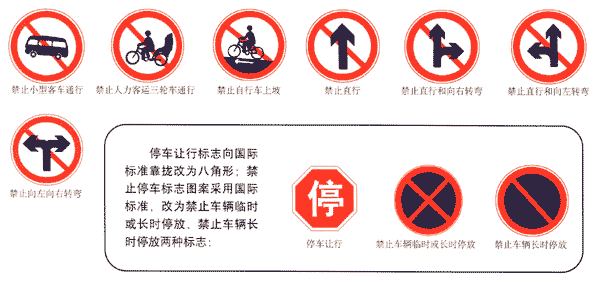 禁止小型客车通行
禁止人力客运三轮车通行
禁止自行车上坡
禁止直行
禁止直行和向右转弯
禁止直行和向左转弯
禁止向左向右转弯
停车让行标志向国际
标准靠拢改为八角形；禁
止停车标志图案采用国际
标准，改为禁止车辆临时
或长时停放、禁止车辆长
时停放两种标志：
停
停车让行
禁止车辆临时或长时停放
禁止车辆长时停放